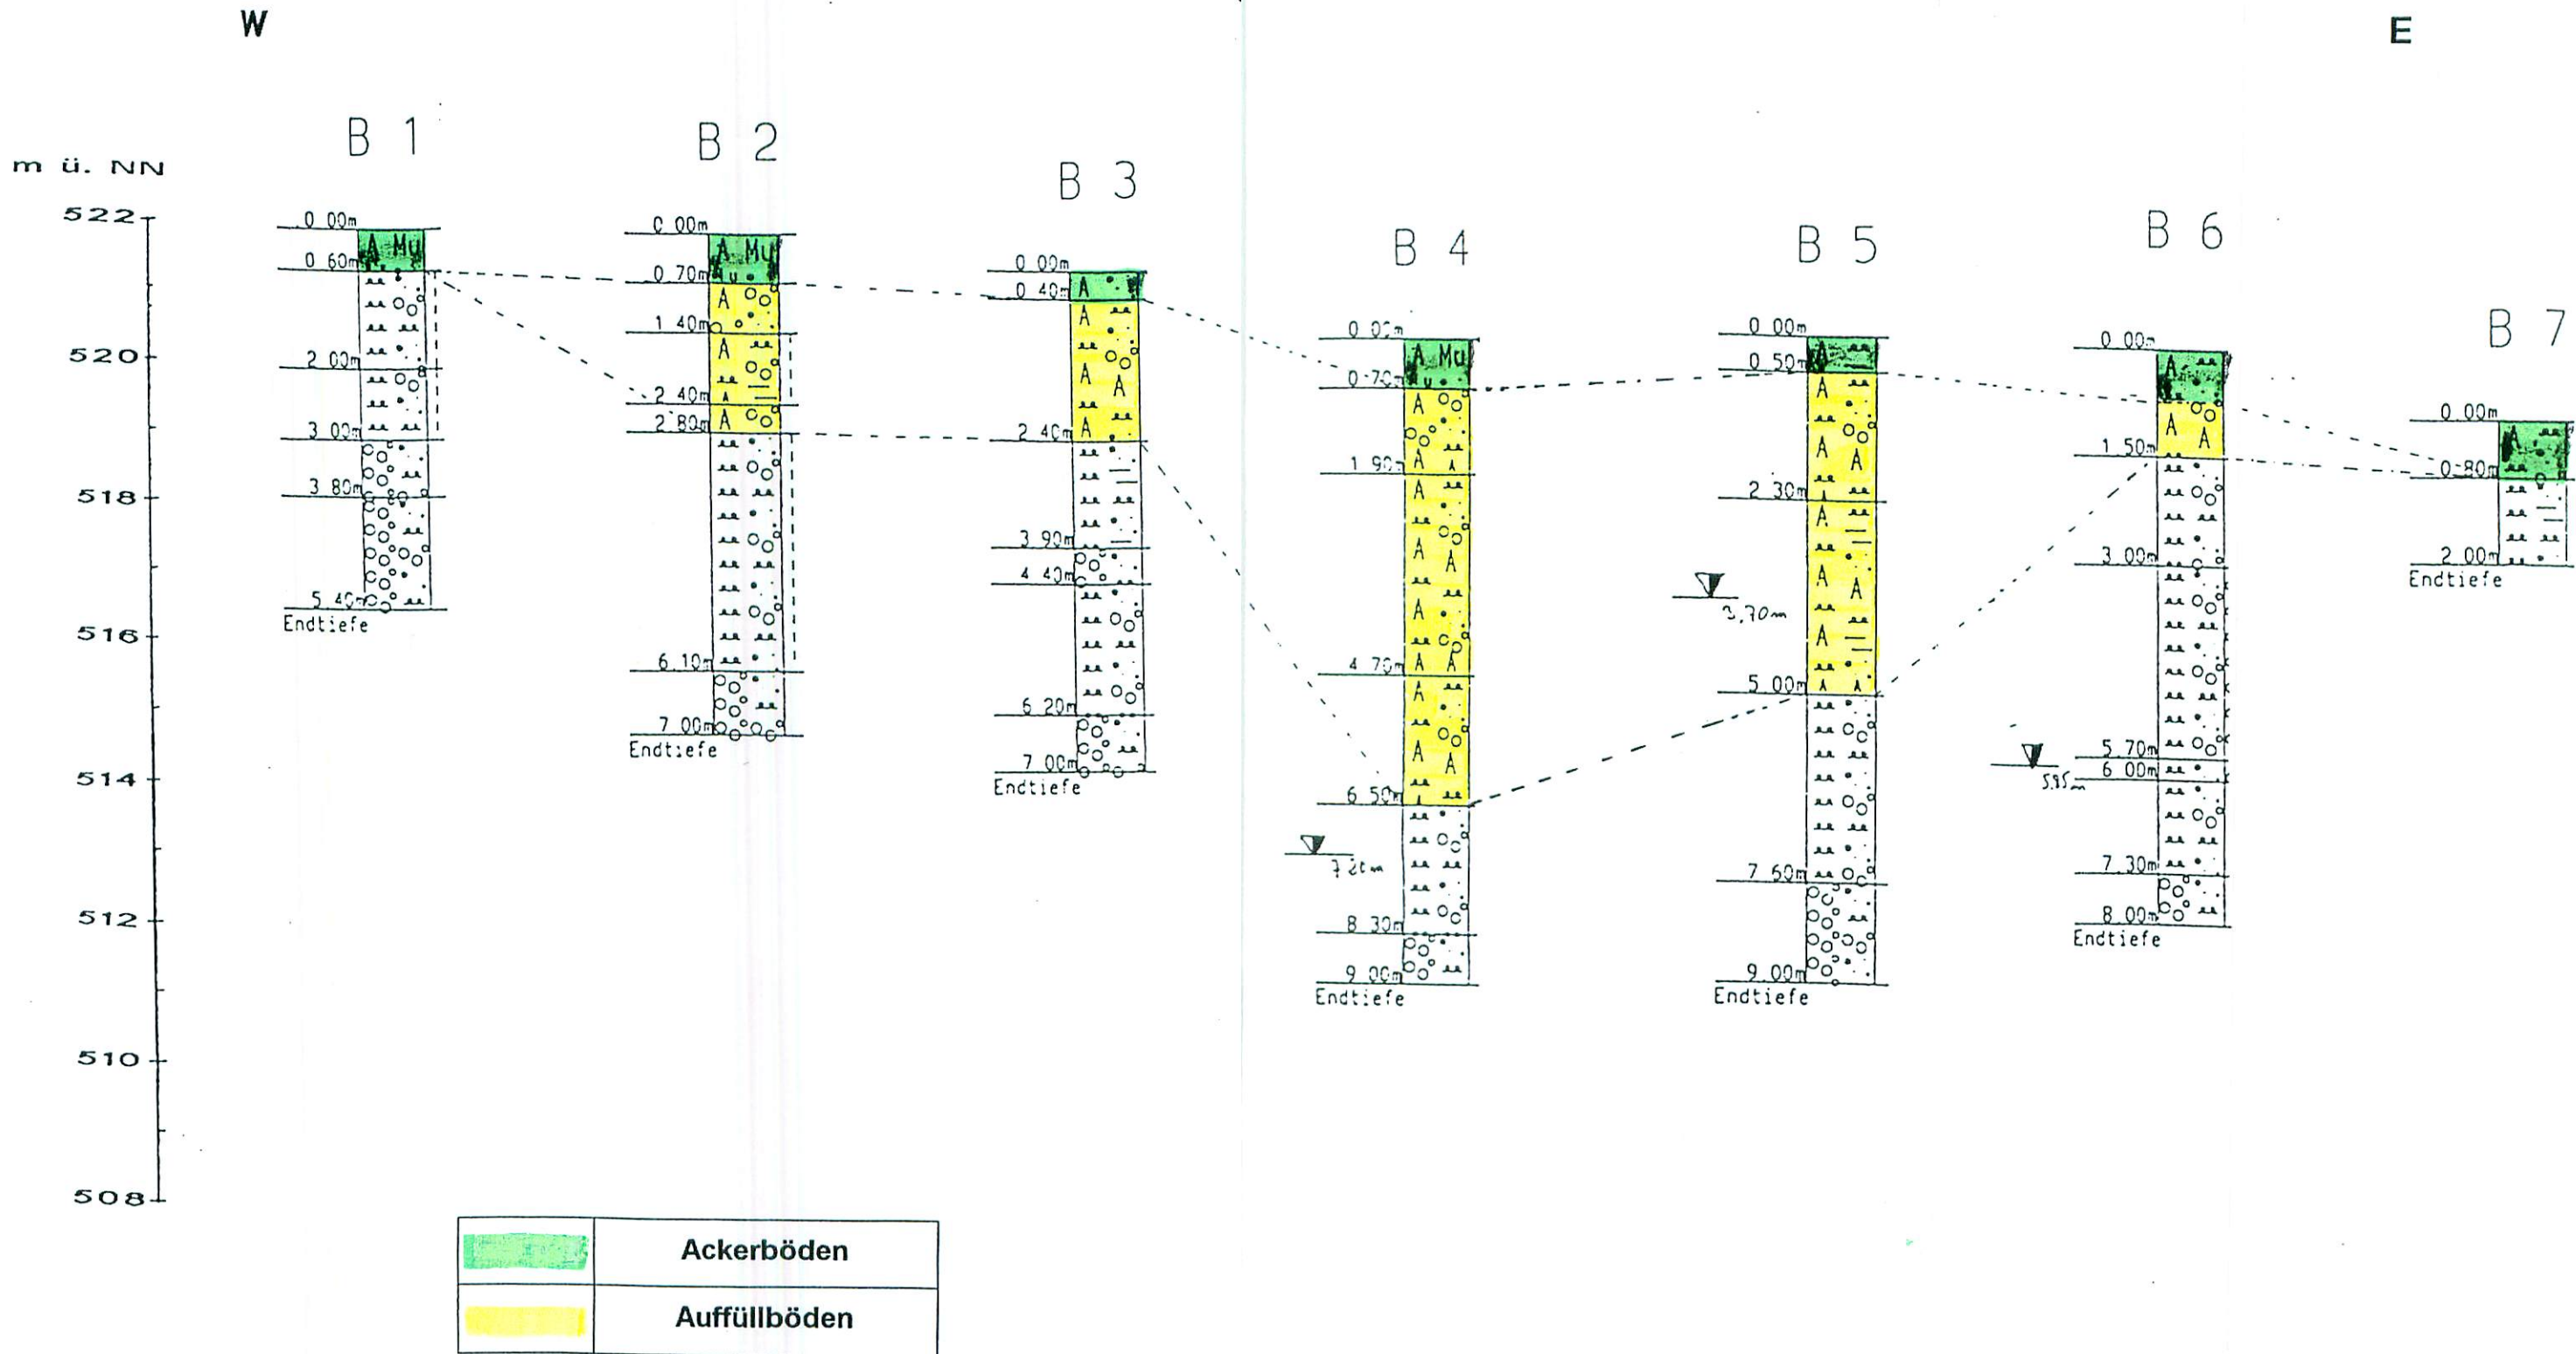 W
E
B 1
B 2
B 3
B 4
B 5
B 6
B 7
m ü. NN
522
520
518
516
514
512
510
508
0.00m
A Mu
0.60m
2.00m
3.00m
3.80m
5.40m
Endtiefe
0.00m
A Mu
0.70m
A
1.40m
A
2.40m
A
2.80m
6.10m
7.00m
Endtiefe
0.00m
A
0.40m
A
A
A
A
2.40m
3.90m
4.40m
6.20m
7.00m
Endtiefe
0.00m
A Mu
0.70m
A
A
1.90m
A
A
A
A
A A
4.70m
A
A
A
6.50m
7.20m
8.30m
9.00m
Endtiefe
0.00m
A
0.50m
A
A
A
2.30m
A
A
A
A
5.00m
3.70m
7.60m
9.00m
Endtiefe
0.00m
A
A
A
1.50m
3.00m
5.70m
6.00m
5.95m
7.30m
8.00m
Endtiefe
0.00m
A
0.80m
2.00m
Endtiefe
Ackerböden
Auffüllböden